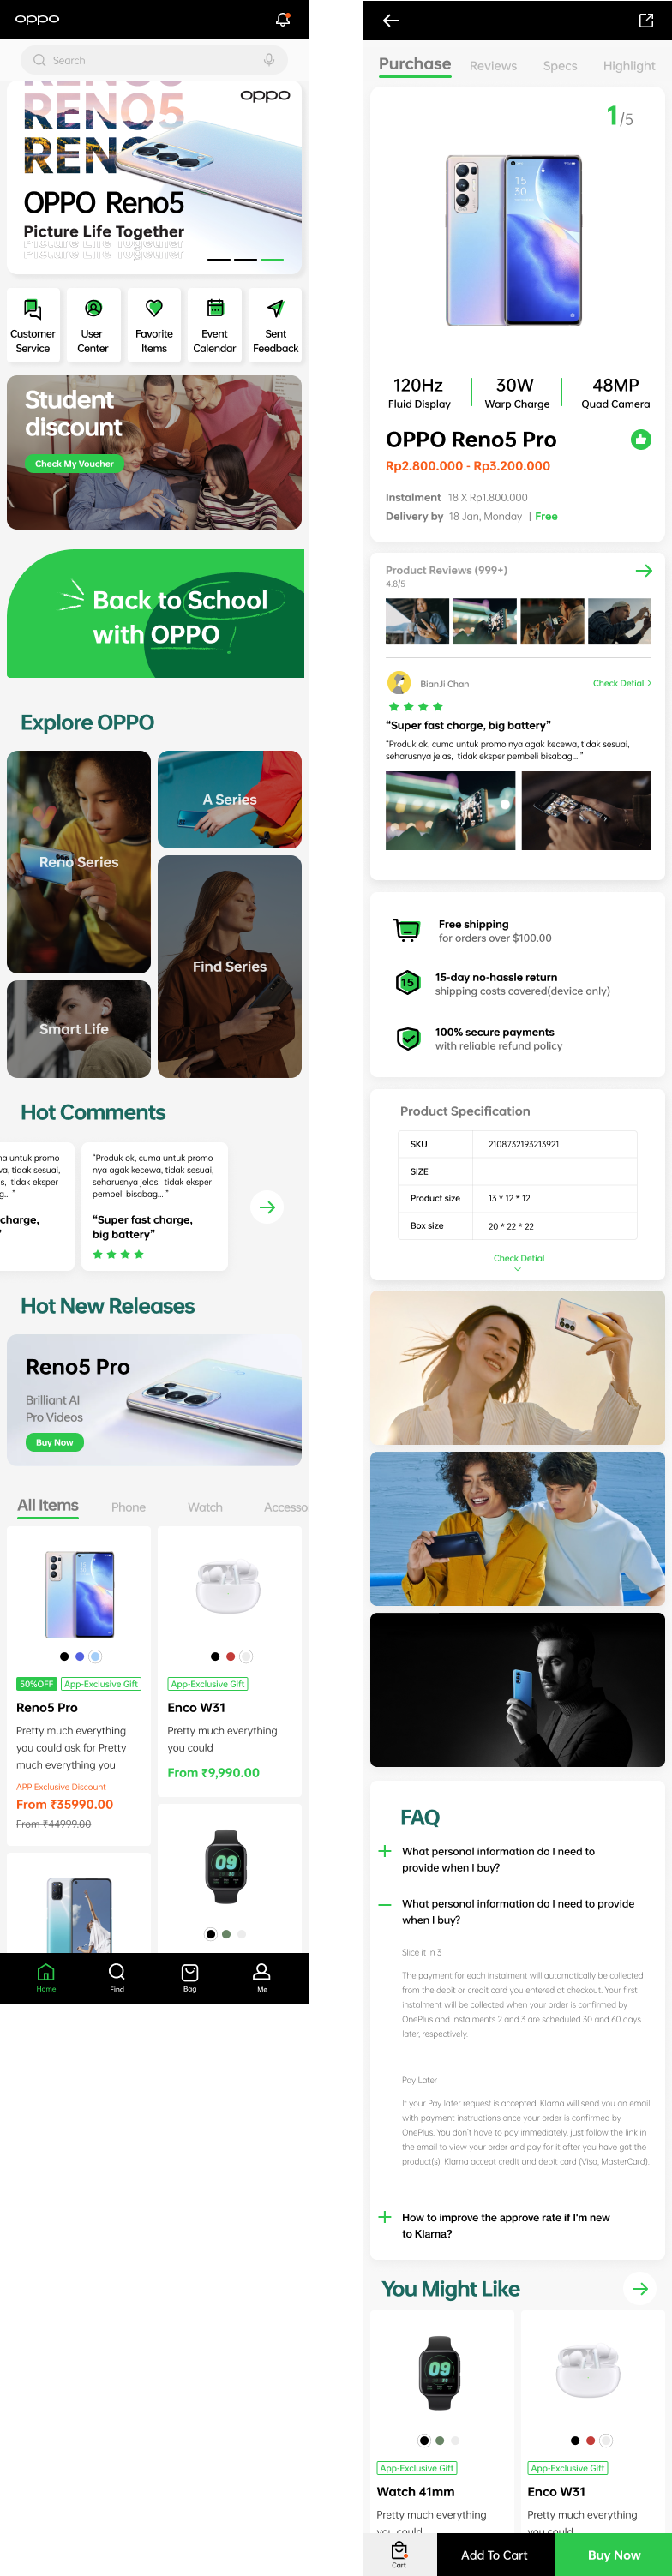 oppo
Search
RENO5
RENO5
RENO
oppo
OPPO Reno5
Picture Life Together
Picture Life Together
Picture Life Together
Customer
Service
User
Center
Favorite
Items
Event
Calendar
Sent
Feedback
Student
discount
Check My Voucher
Back to School
with OPPO
Explore OPPO
Reno Series
A Series
Find Series
Smart Life
Hot Comments
na untuk promo
wa, tidak sesuai,
s, tidak eksper
g... "
charge,
"
"Produk ok, cuma untuk promo
nya agak kecewa, tidak sesuai,
seharusnya jelas, tidak eksper
pembeli bisabag... "
"Super fast charge,
big battery"
Hot New Releases
Reno5 Pro
Brilliant AI
Pro Videos
Buy Now
All Items
Phone
Watch
Accesso
50%OFF
App-Exclusive Gift
Reno5 Pro
Pretty much everything
you could ask for Pretty
much everything you
APP Exclusive Discount
From ₹35990.00
From ₹44999.00
App-Exclusive Gift
Enco W31
Pretty much everything
you could
From ₹9,990.00
09
Home
Find
Bag
Me
Purchase
Reviews
Specs
Highlight
1/5
15
30
120Hz
Fluid Display
30W
Warp Charge
48MP
Quad Camera
OPPO Reno5 Pro
Rp2.800.000 - Rp3.200.000
Instalment 18 X Rp1.800.000
Delivery by 18 Jan, Monday | Free
Product Reviews (999+)
4.8/5
BianJi Chan
Check Detial >
"Super fast charge, big battery"
"Produk ok, cuma untuk promo nya agak kecewa, tidak sesuai,
seharusnya jelas, tidak eksper pembeli bisabag... "
Free shipping
for orders over $100.00
15
15-day no-hassle return
shipping costs covered(device only)
100% secure payments
with reliable refund policy
Product Specification
SKU 2108732193213921
SIZE
Product size 13 * 12 * 12
Box size 20 * 22 * 22
Check Detial
FAQ
What personal information do I need to
provide when I buy?
What personal information do I need to provide
when I buy?
Slice it in 3
The payment for each instalment will automatically be collected
from the debit or credit card you entered at checkout. Your first
instalment will be collected when your order is confirmed by
OnePlus and instalments 2 and 3 are scheduled 30 and 60 days
later, respectively.
Pay Later
If your Pay later request is accepted, Klarna will send you an email
with payment instructions once your order is confirmed by
OnePlus. You don't have to pay immediately, just follow the link in
the email to view your order and pay for it after you have got the
product(s). Klarna accept credit and debit card (Visa, MasterCard).
How to improve the approve rate if I'm new
to Klarna?
You Might Like
09
App-Exclusive Gift
Watch 41mm
Pretty much everything
you could
App-Exclusive Gift
Enco W31
Pretty much everything
you could
Cart
Add To Cart
Buy Now